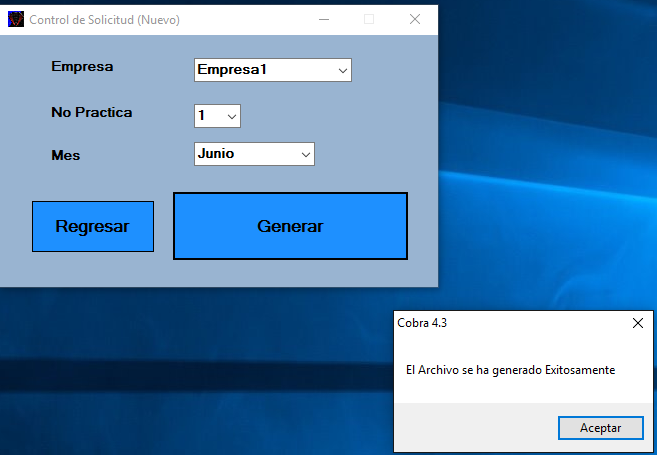 Control de Solicitud (Nuevo)
Empresa
Empresa1
No Practica
1
Mes
Junio
Regresar
Generar
Cobra 4.3
El Archivo se ha generado Exitosamente
Aceptar